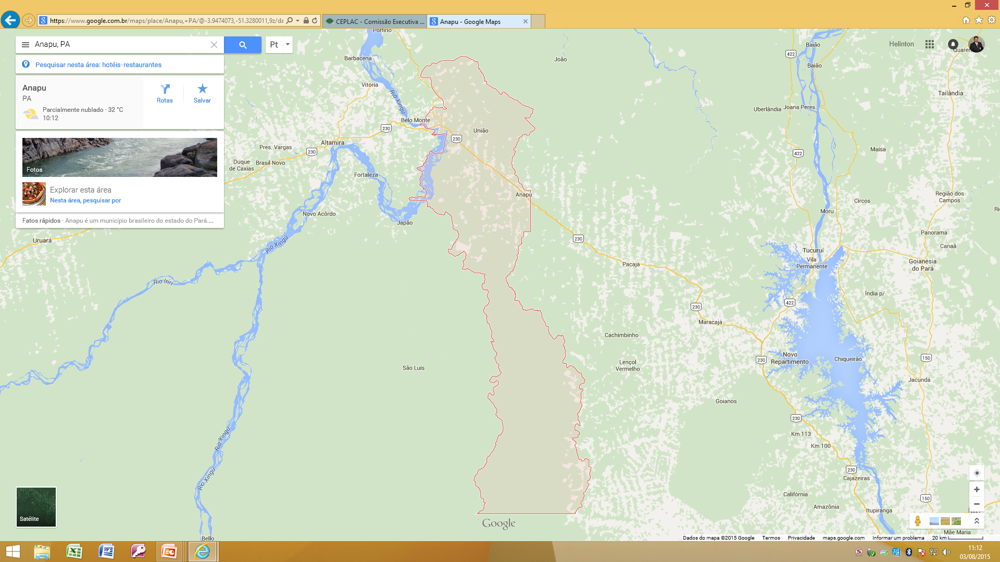 https://www.google.com.br/maps/place/Anapu,+PA/@-3.9474073,-51.3280011,9z/da
CEPLAC - Comissão Executiva ...
Anapu - Google Maps
Anapu, PA
Pt
Helinton
Pesquisar nesta área: hotéis · restaurantes
Anapu
PA
Parcialmente nublado · 32 °C
10:12
Rotas
Salvar
Fotos
Explorar esta área
Nesta área, pesquisar por
Fatos rápidos · Anapu é um município brasileiro do estado do Pará....
Porfírio
Barbacena
Vitoria
Rio Xingu
Belo Monte
230
União
230
João
Altamira
Pres. Vargas
230
Duque de Caxias
Brasil Novo
Fortaleza
Anapu
Novo Acôrdo
Japão
Uruará
Rio Xingú
Rio Iriri
230
Pacajá
230
Maracajá
Cachimbinho
Lençol Vermelho
São Luís
Goianos
Rio Xingú
Rio Xingú
Bello
422
Baião
Baião
Quaren
Tailândia
Uberlândia
Joana Peres
422
Maísa
Região dos Campos
Circos
Moru
Ri
Panorama
Canaã
Tucuruí
Vila Permanente
Goianésia do Pará
Índia p/
422
Novo Repartimento
230
Chiqueirão
150
Jacundá
230
Km 113
Km 100
230
Cajazeiras
Califórnia
Amazônia
Itupiranga
150
Mãe Maria
Satélite
Google
Dados do mapa ©2015 Google
Termos
Privacidade
maps.google.com
Informar um problema
20 km
11:12
03/08/2015